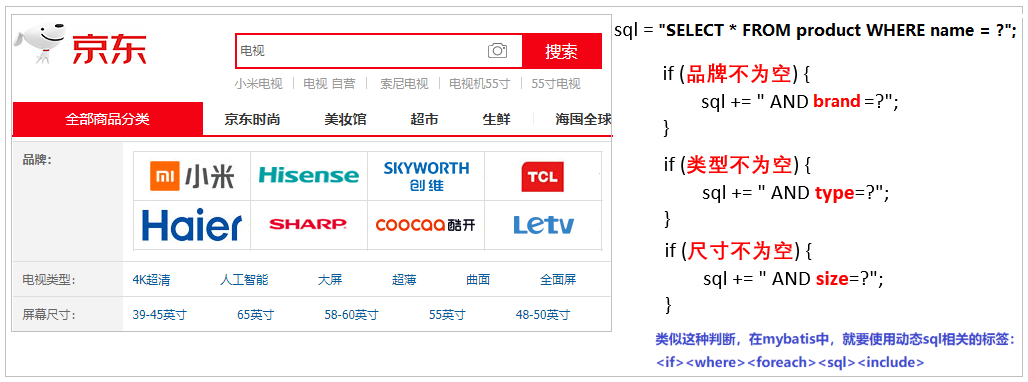 京东
电视
搜索
小米电视 电视 自营 索尼电视 电视机55寸 55寸电视
全部商品分类 京东时尚 美妆馆 超市 生鲜 海囤全球
品牌：
MI 小米 Hisense SKYWORTH 创维 TCL
Haier SHARP coocaa 酷开 Letv
电视类型： 4K超清 人工智能 大屏 超薄 曲面 全面屏
屏幕尺寸： 39-45英寸 65英寸 58-60英寸 55英寸 48-50英寸
sql = "SELECT * FROM product WHERE name = ?";
if (品牌不为空) {
sql += " AND brand =?";
}
if (类型不为空) {
sql += " AND type=?";
}
if (尺寸不为空) {
sql += " AND size=?";
}
类似这种判断，在mybatis中，就要使用动态sql相关的标签：
<if><where><foreach><sql><include>